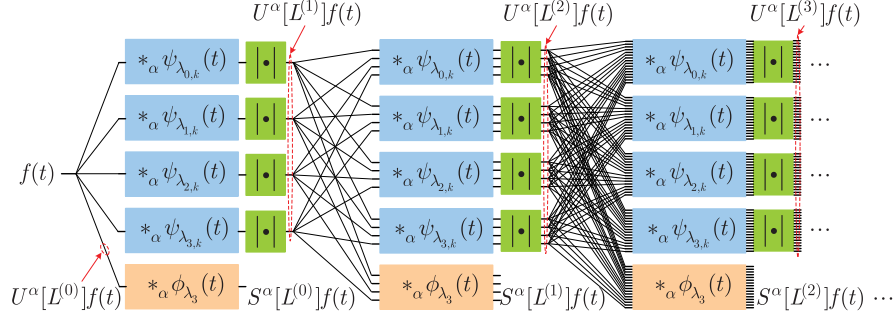 U^α[L^(1)]f(t) U^α[L^(2)]f(t) U^α[L^(3)]f(t)
*_α ψ_{λ_{0,k}}(t) |•| *_α ψ_{λ_{0,k}}(t) |•| *_α ψ_{λ_{0,k}}(t) |•| ⋯
*_α ψ_{λ_{1,k}}(t) |•| *_α ψ_{λ_{1,k}}(t) |•| *_α ψ_{λ_{1,k}}(t) |•| ⋯
f(t) *_α ψ_{λ_{2,k}}(t) |•| *_α ψ_{λ_{2,k}}(t) |•| *_α ψ_{λ_{2,k}}(t) |•| ⋯
*_α ψ_{λ_{3,k}}(t) |•| *_α ψ_{λ_{3,k}}(t) |•| *_α ψ_{λ_{3,k}}(t) |•| ⋯
U^α[L^(0)]f(t) *_α ϕ_{λ_3}(t) S^α[L^(0)]f(t) *_α ϕ_{λ_3}(t) S^α[L^(1)]f(t) *_α ϕ_{λ_3}(t) S^α[L^(2)]f(t) ⋯